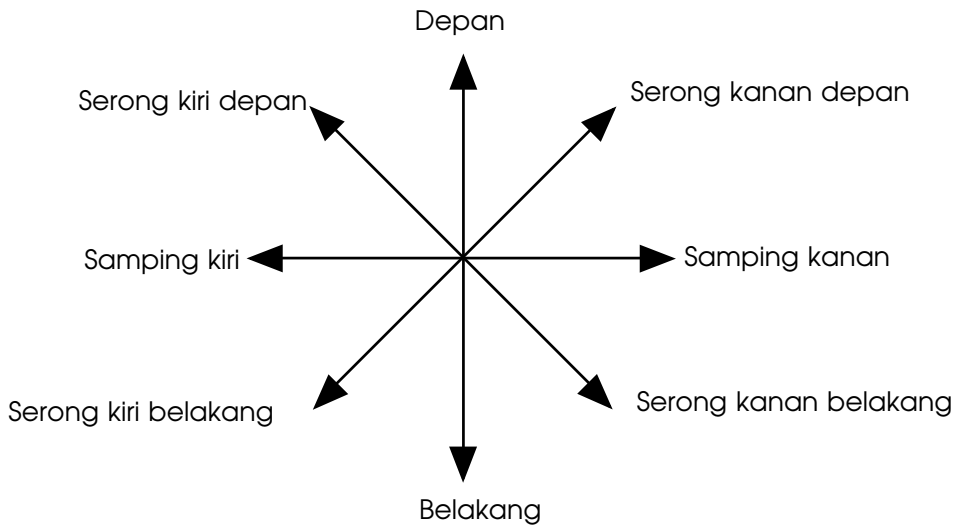 Depan
Serong kiri depan
Serong kanan depan
Samping kiri
Samping kanan
Serong kiri belakang
Serong kanan belakang
Belakang